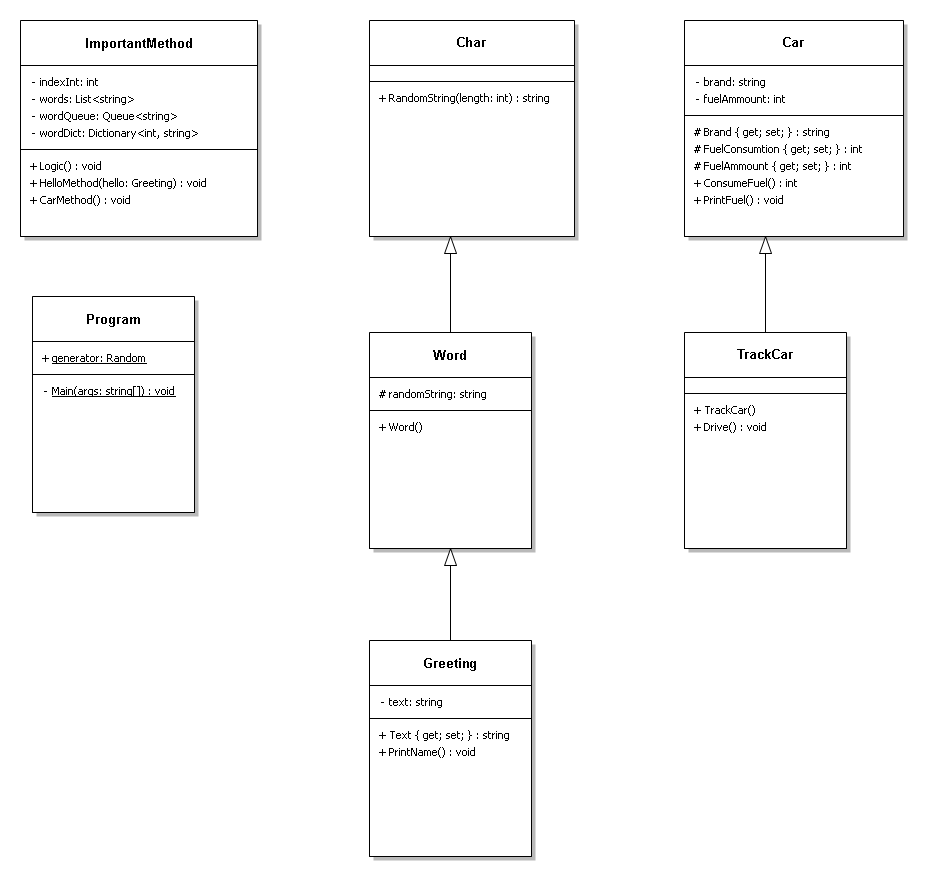 ImportantMethod
- indexInt: int
- words: List<string>
- wordQueue: Queue<string>
- wordDict: Dictionary<int, string>
+ Logic() : void
+ HelloMethod(hello: Greeting) : void
+ CarMethod() : void
Char
+ RandomString(length: int) : string
Car
- brand: string
- fuelAmmount: int
# Brand { get; set; } : string
# FuelConsumtion { get; set; } : int
# FuelAmmount { get; set; } : int
+ ConsumeFuel() : int
+ PrintFuel() : void
Program
+ generator: Random
- Main(args: string[]) : void
Word
# randomString: string
+ Word()
TrackCar
+ TrackCar()
+ Drive() : void
Greeting
- text: string
+ Text { get; set; } : string
+ PrintName() : void